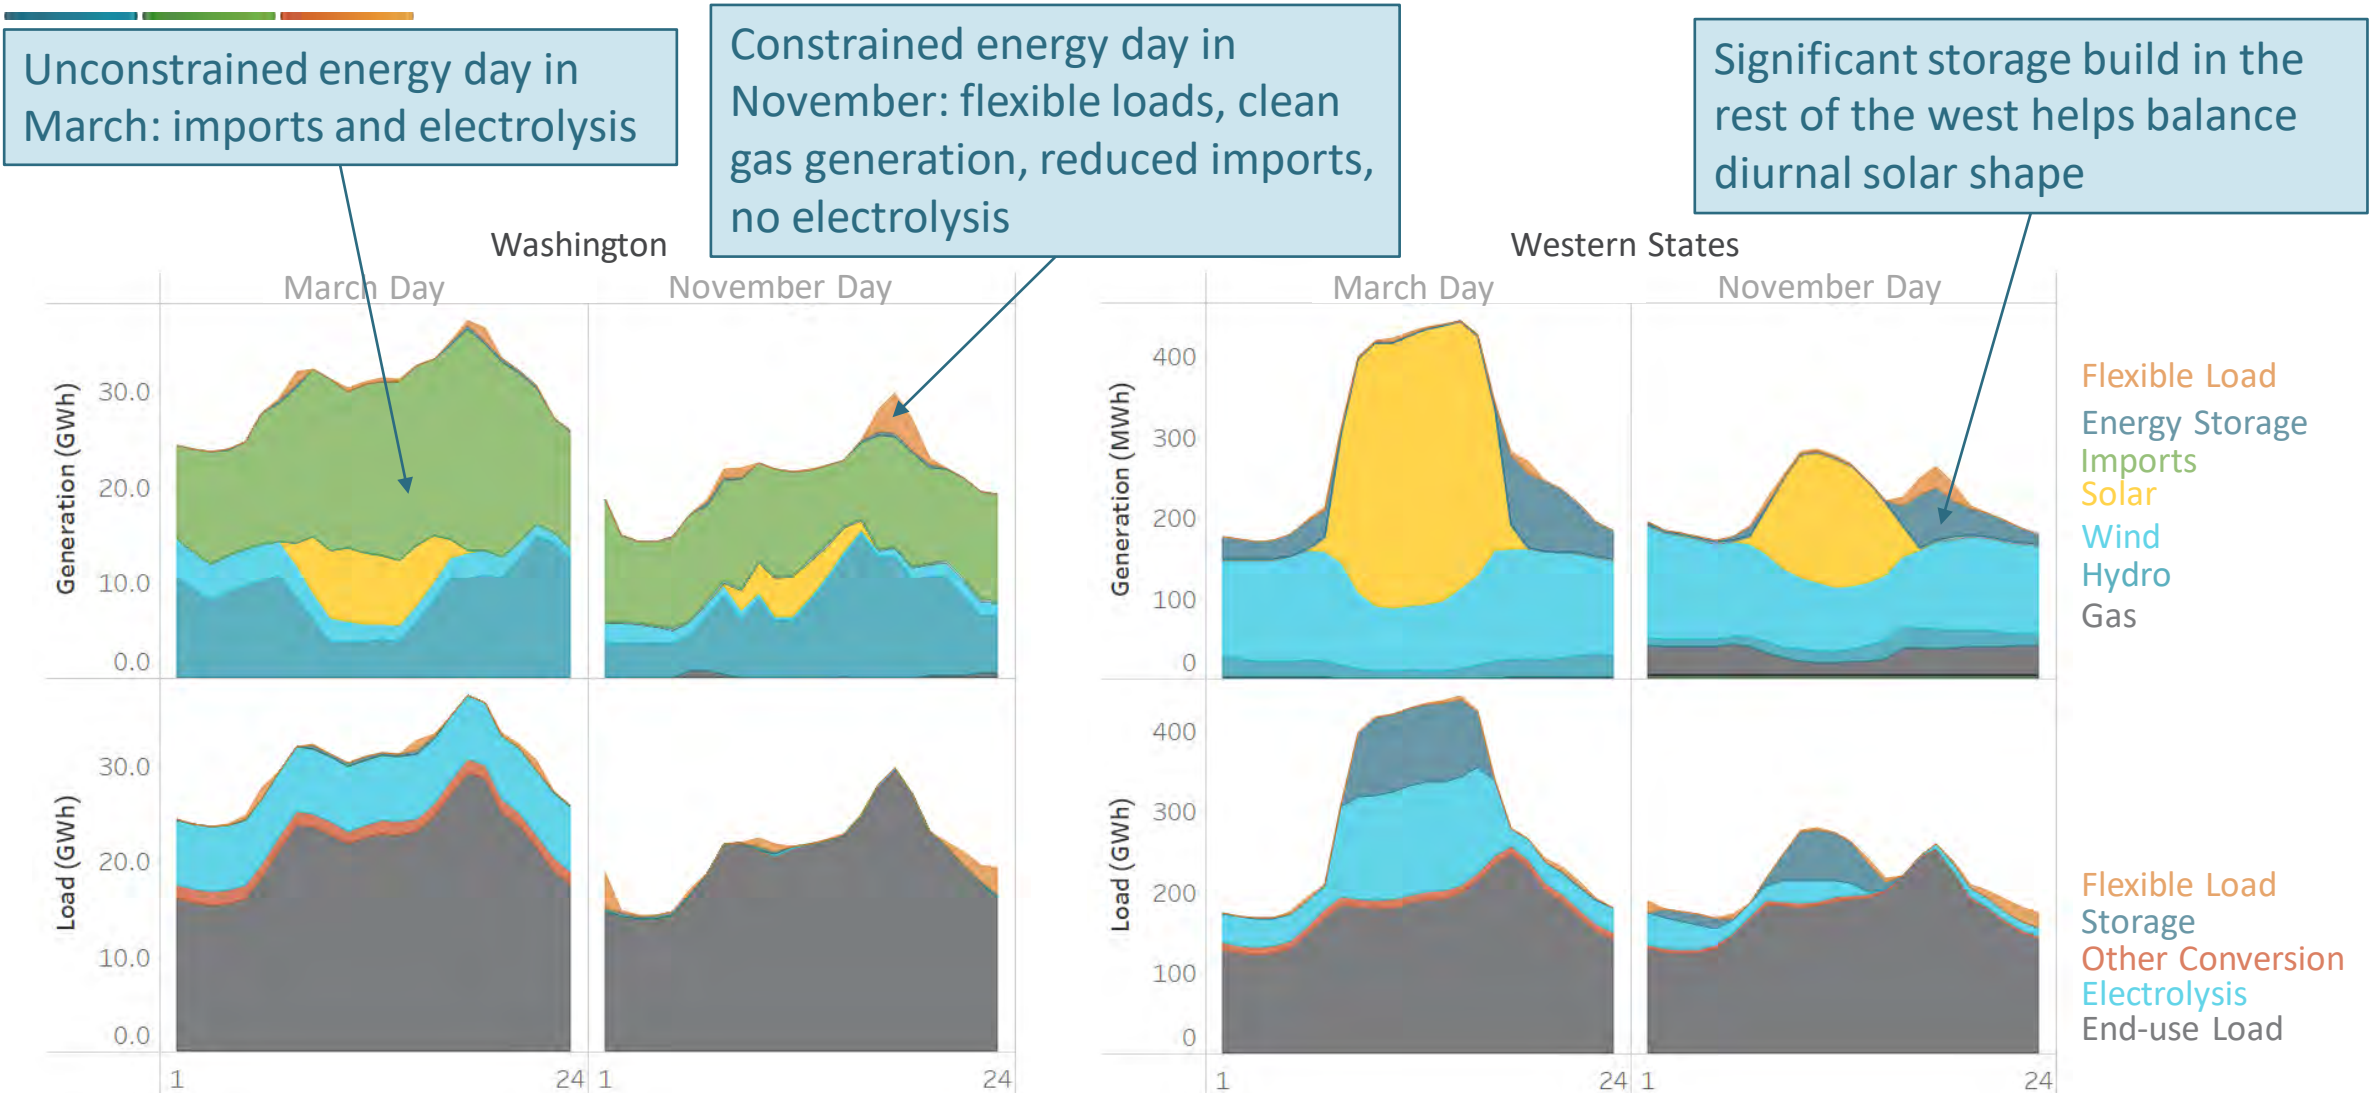 Unconstrained energy day in
March: imports and electrolysis
Constrained energy day in
November: flexible loads, clean
gas generation, reduced imports,
no electrolysis
Significant storage build in the
rest of the west helps balance
diurnal solar shape
Washington
Western States
March Day
November Day
March Day
November Day
Generation (GWh)
30.0
20.0
10.0
0.0
Load (GWh)
30.0
20.0
10.0
0.0
1
24
1
24
Generation (MWh)
400
300
200
100
0
Load (GWh)
400
300
200
100
0
1
24
1
24
Flexible Load
Energy Storage
Imports
Solar
Wind
Hydro
Gas
Flexible Load
Storage
Other Conversion
Electrolysis
End-use Load